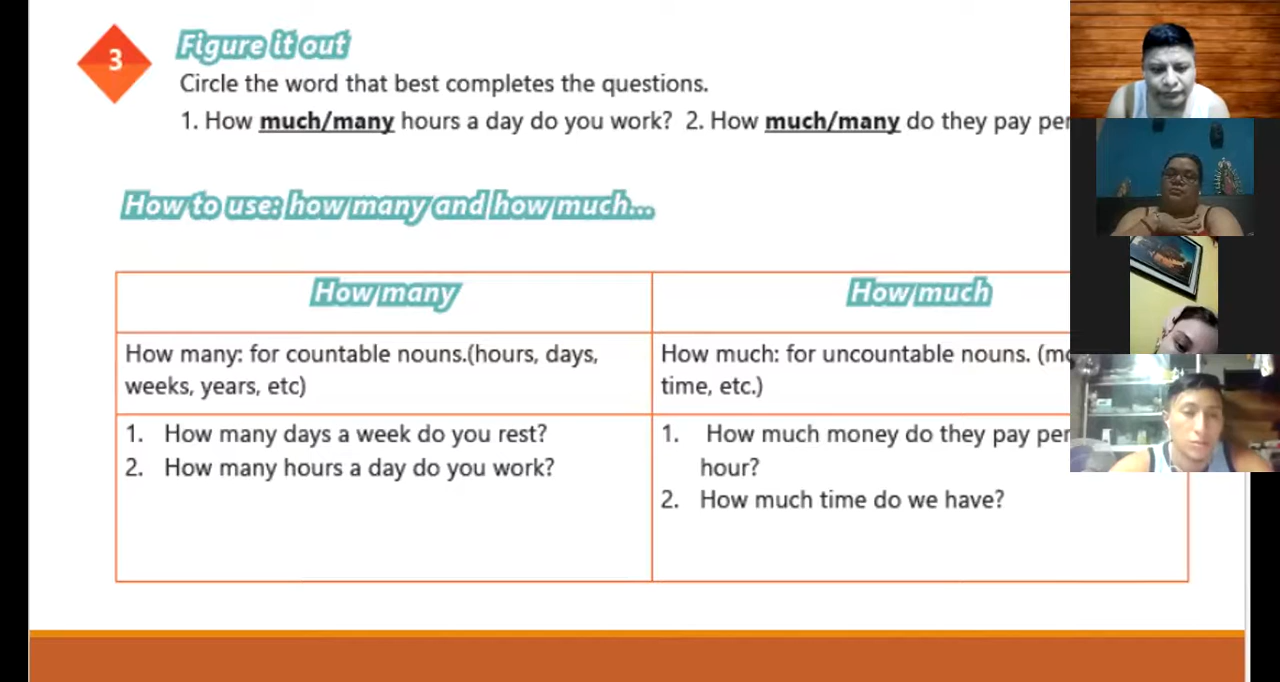 3
Figure it out
Circle the word that best completes the questions.
1. How much/many hours a day do you work? 2. How much/many do they pay per
How to use: how many and how much...
How many
How much
How many: for countable nouns.(hours, days,
weeks, years, etc)
How much: for uncountable nouns. (
time, etc.)
1. How many days a week do you rest?
2. How many hours a day do you work?
1. How much money do they pay per
hour?
2. How much time do we have?